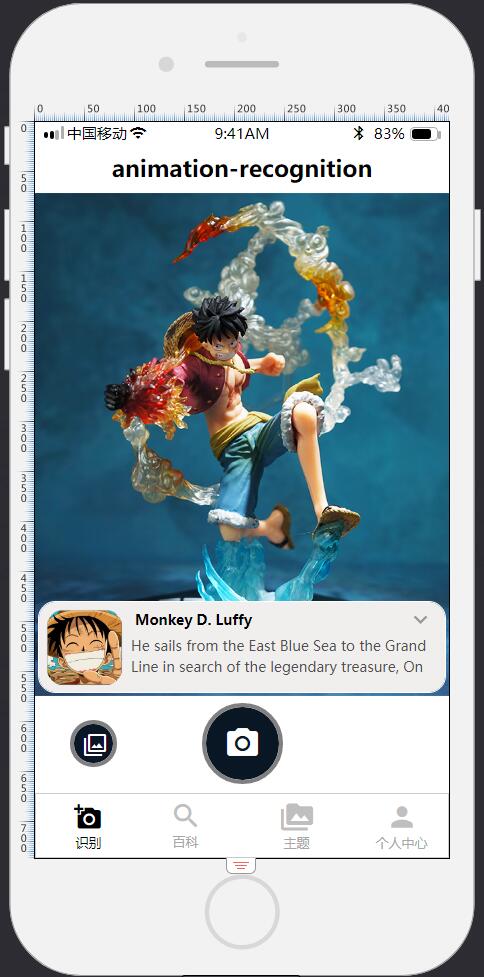 0 50 100 150 200 250 300 350 40
中国移动 9:41AM 83%
animation-recognition
0
50
100
150
200
250
300
350
400
450
500
550
600
650
700
Monkey D. Luffy
He sails from the East Blue Sea to the Grand
Line in search of the legendary treasure, On
识别 百科 主题 个人中心